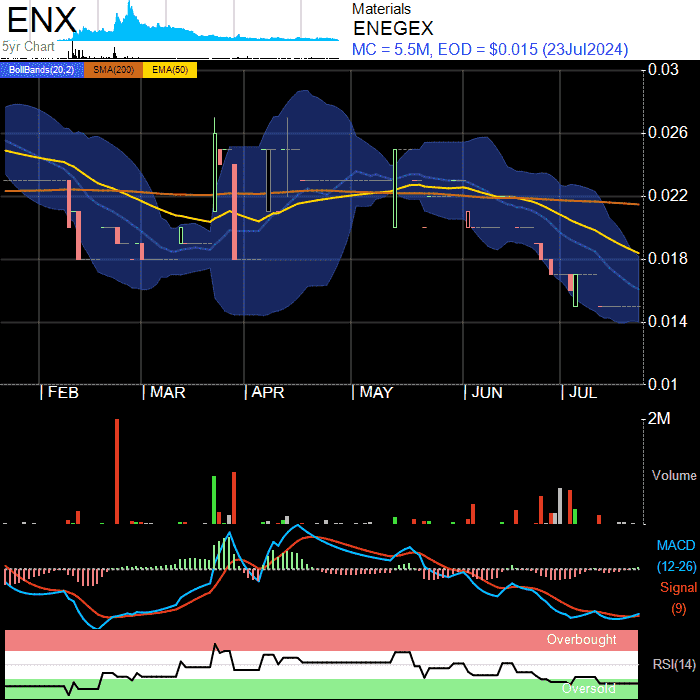 ENX
5yr Chart
Materials
ENEGEX
MC = 5.5M, EOD = $0.015 (23Jul2024)
BollBands(20,2) SMA(200) EMA(50)
0.03
0.026
0.022
0.018
0.014
0.01
| FEB | MAR | APR | MAY | JUN | JUL
2M
Volume
MACD
(12-26)
Signal
(9)
Overbought
RSI(14)
Oversold